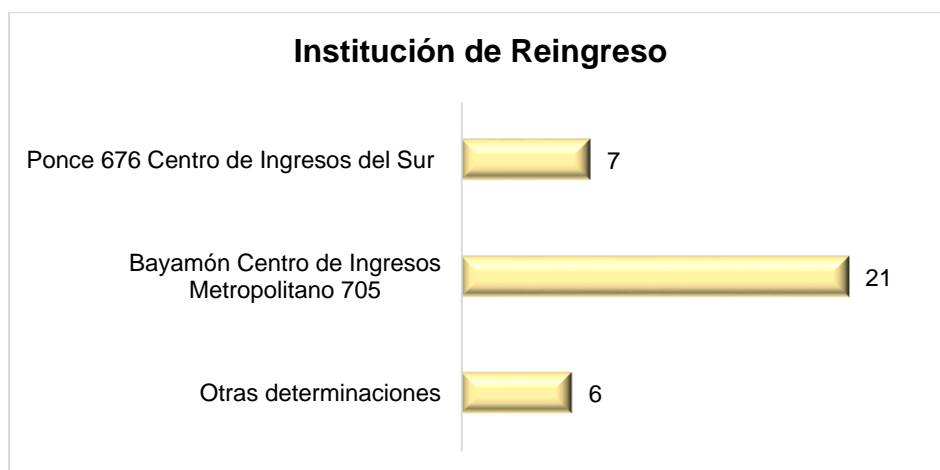 Institución de Reingreso
Ponce 676 Centro de Ingresos del Sur
7
Bayamón Centro de Ingresos
Metropolitano 705
21
Otras determinaciones
6